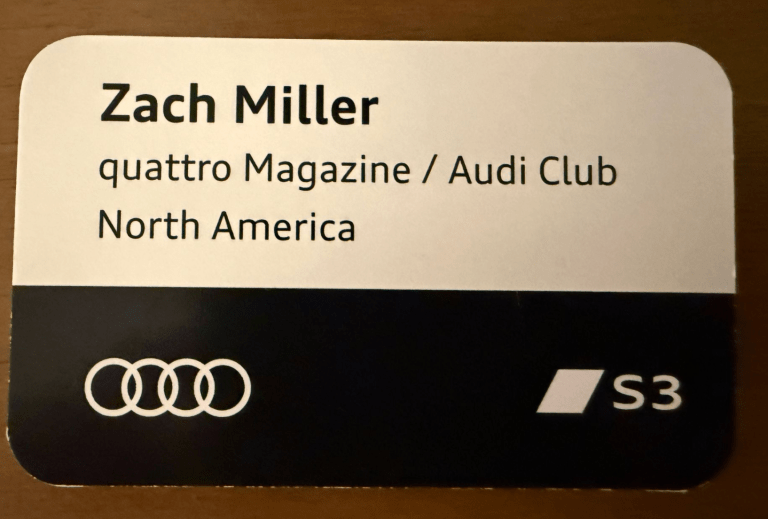 Zach Miller
quattro Magazine / Audi Club
North America
S3